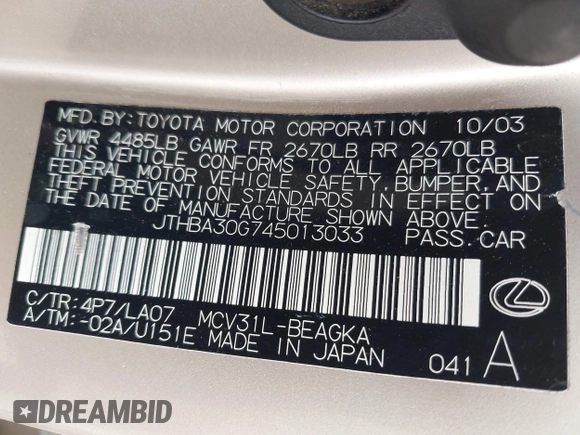 MFD. BY: TOYOTA MOTOR CORPORATION 10/03
GVWR 4485LB GAWR FR 2670LB RR 2670LB
THIS VEHICLE CONFORMS TO ALL APPLICABLE
FEDERAL MOTOR VEHICLE SAFETY, BUMPER, AND
THEFT PREVENTION STANDARDS IN EFFECT ON
THE DATE OF MANUFACTURE SHOWN ABOVE.
JTHBA30G745013033 PASS. CAR
C/TR: 4P7/LA07 MCV31L-BEAGKA
A/TM: -02A/U151E MADE IN JAPAN 041 A
DREAMBID